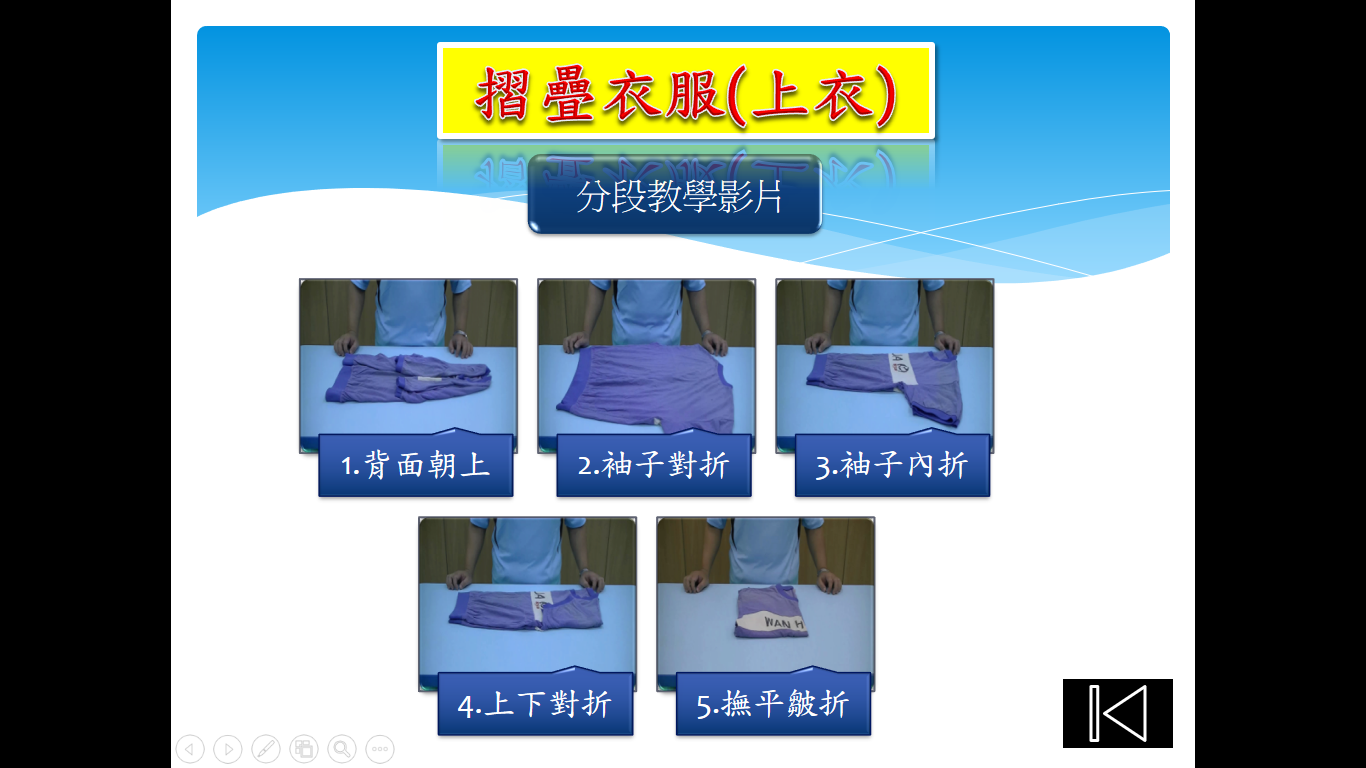 摺疊衣服(上衣)
分段教學影片
1.背面朝上
2.袖子對折
3.袖子內折
4.上下對折
WAN H
5.撫平皺折